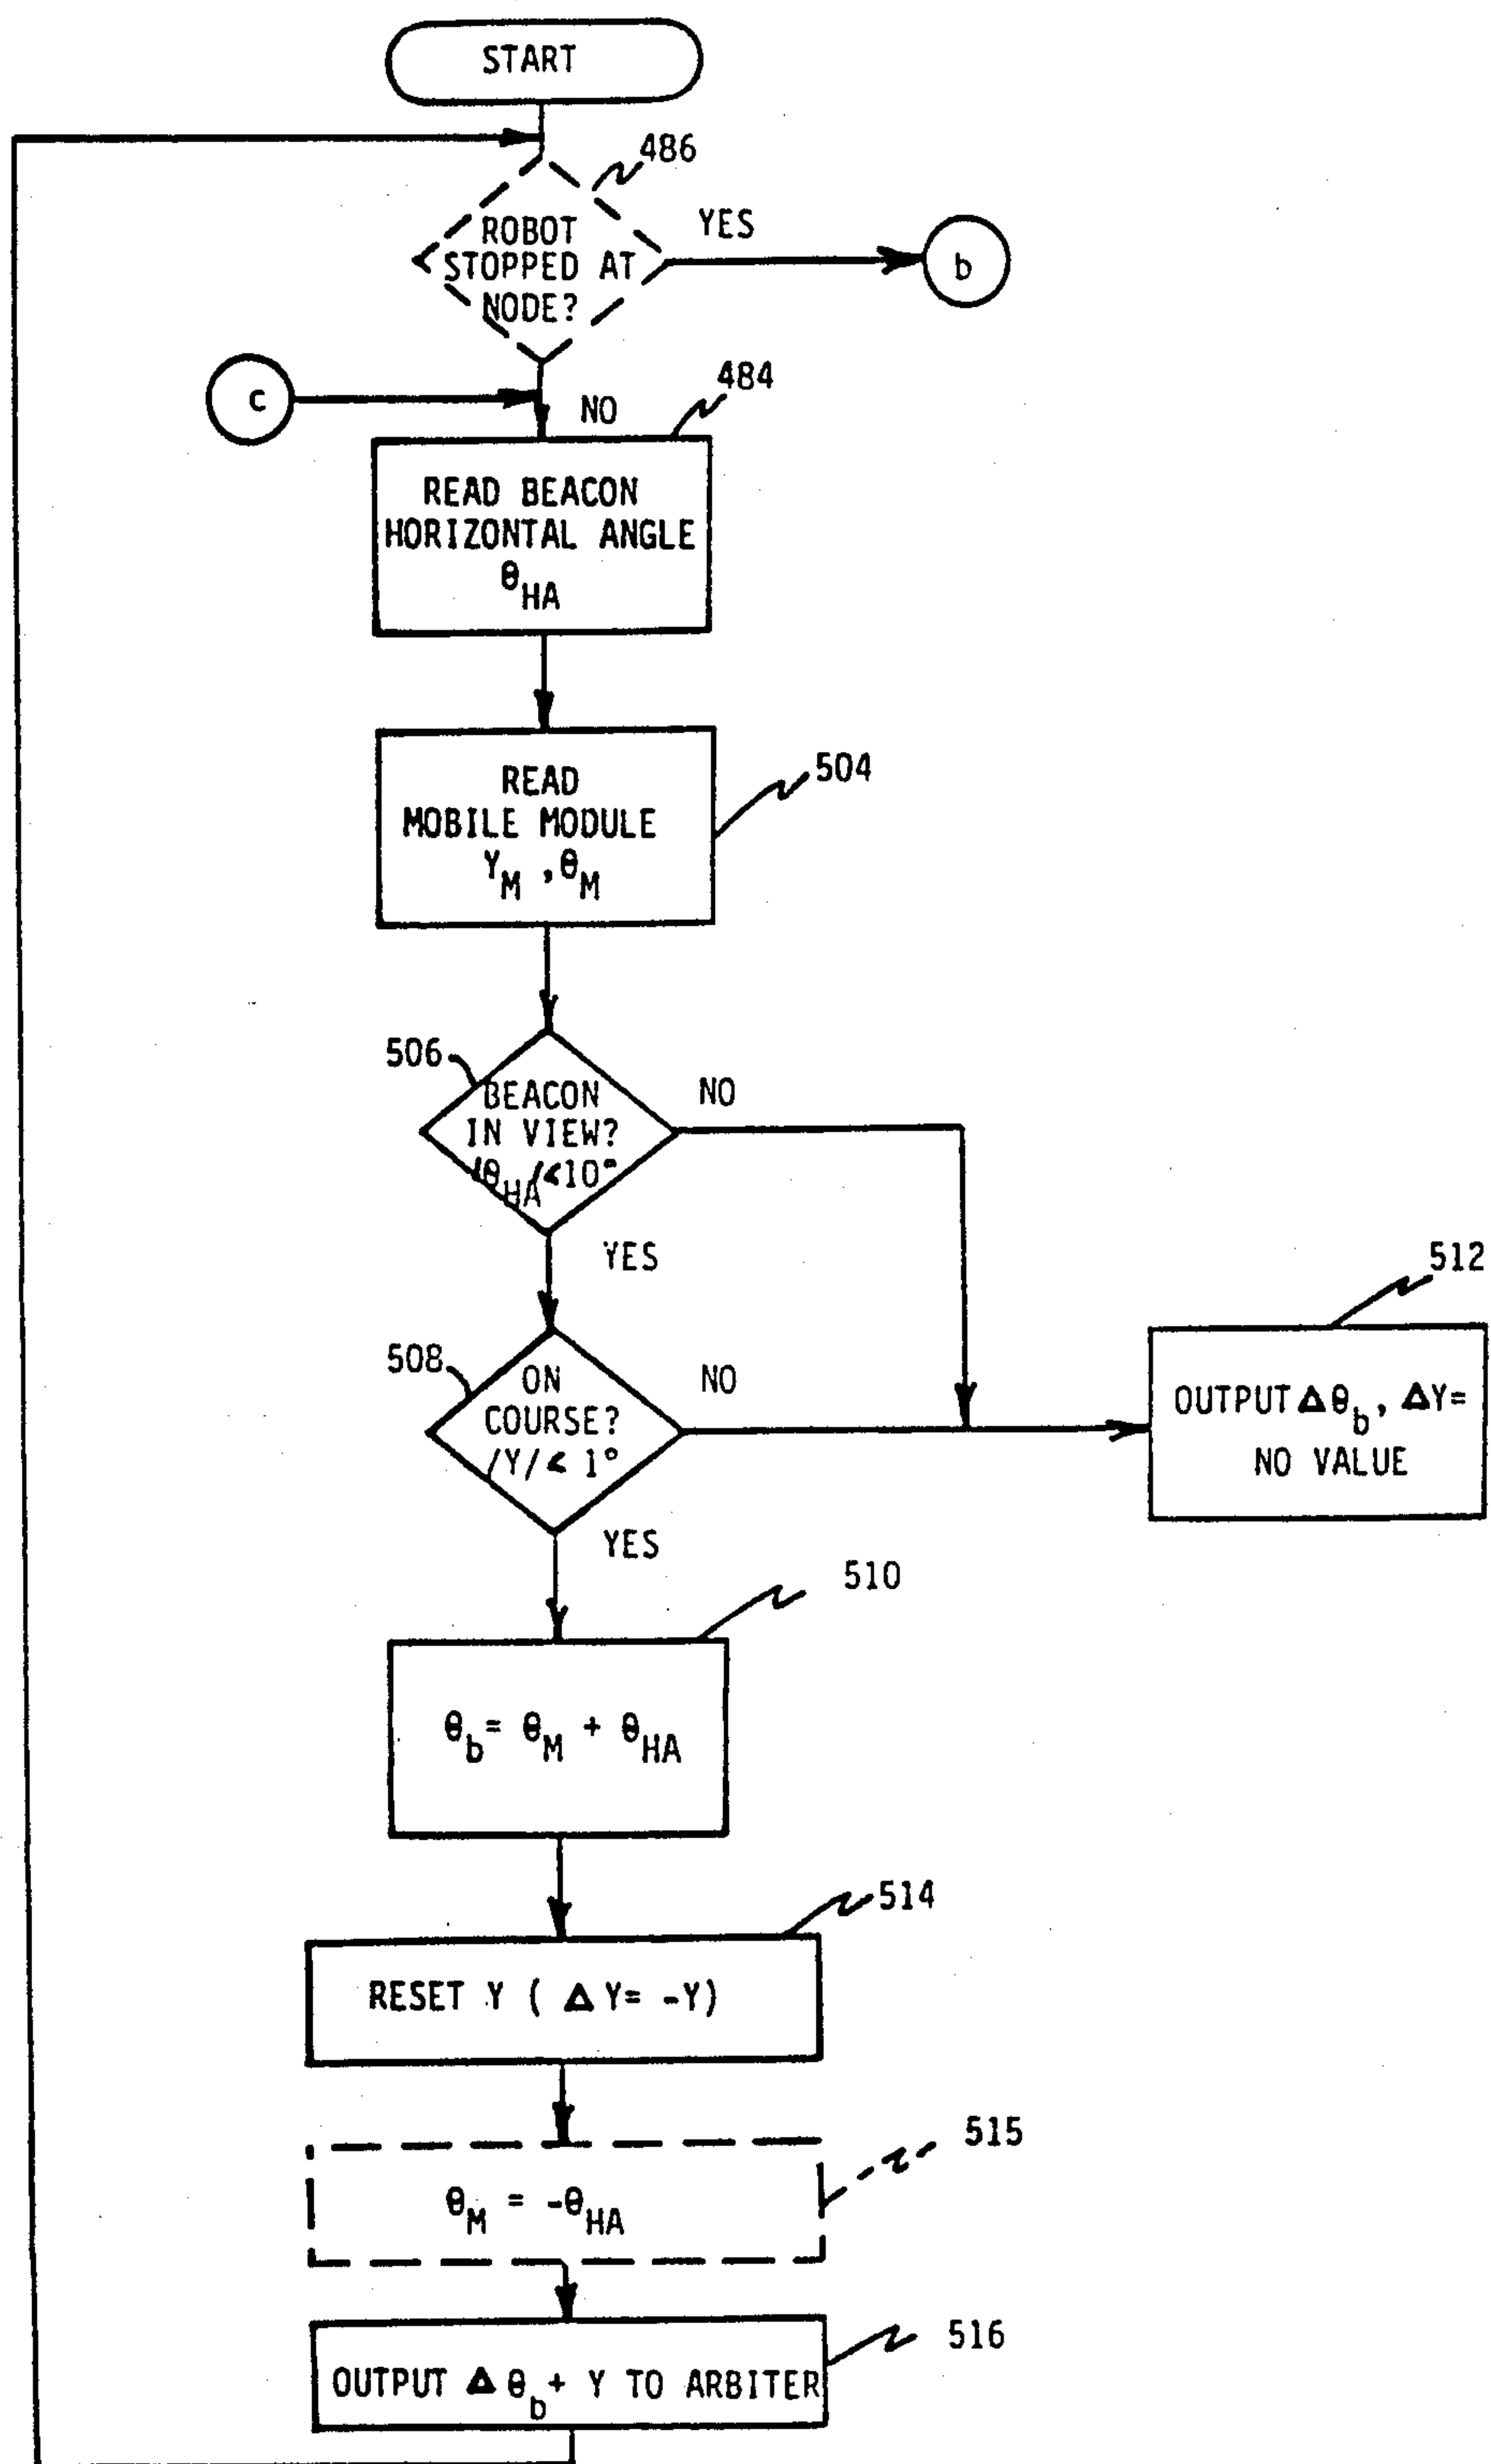 START
486
ROBOT
STOPPED AT
NODE?
YES
b
c
NO
484
READ BEACON
HORIZONTAL ANGLE
θHA
READ
MOBILE MODULE
YM ,θM
504
506
BEACON
IN VIEW?
/θHA/<10°
NO
YES
508
ON
COURSE?
/Y/< 1°
NO
YES
512
OUTPUT Δθb, ΔY=
NO VALUE
510
θb= θM + θHA
514
RESET Y ( ΔY= -Y)
515
θM = -θHA
516
OUTPUT Δθb+ Y TO ARBITER